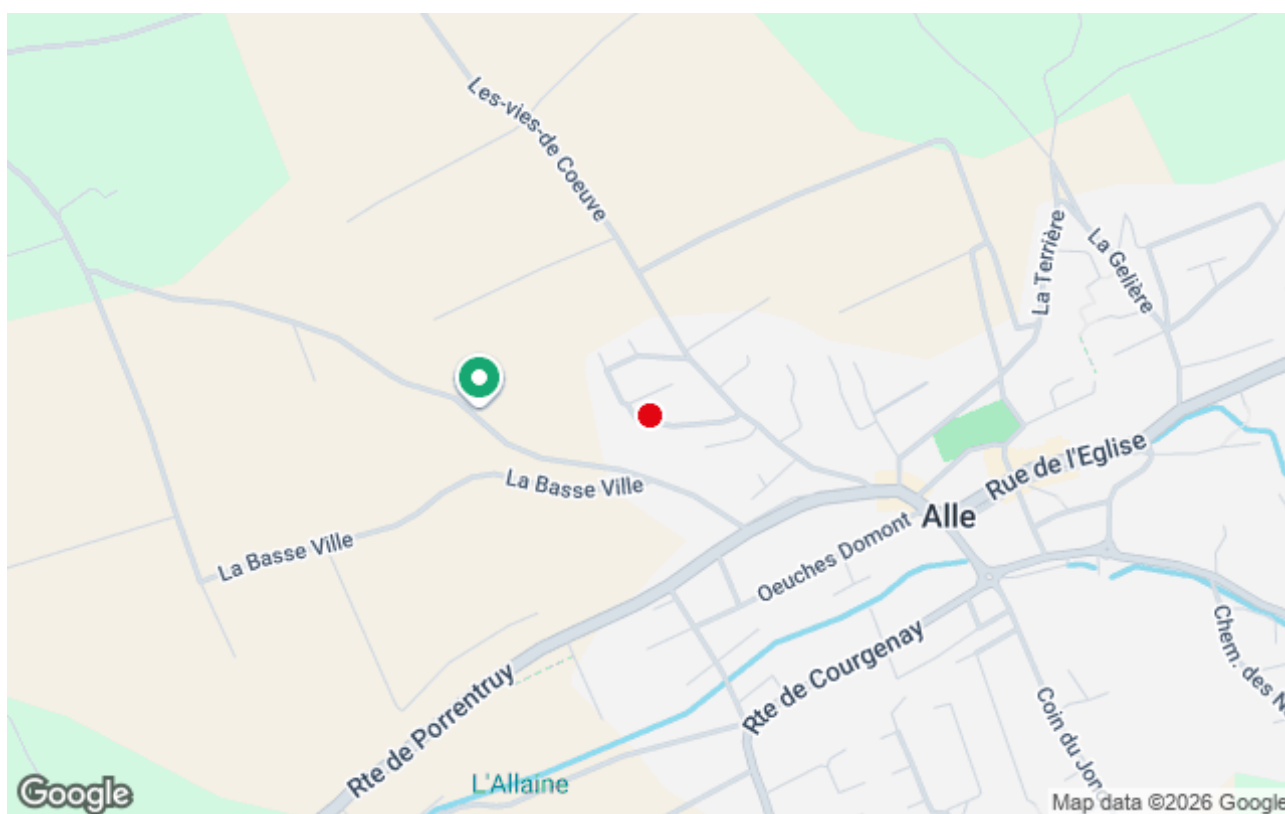 Les-vies-de Coeuve
La Terrière
La Gelière
La Basse Ville
La Basse Ville
Rue de l'Eglise
Alle
Oeuches Domont
Rte de Courgenay
Rte de Porrentruy
L'Allaine
Coin du Jono
Chem. des N
Google
Map data ©2026 Google